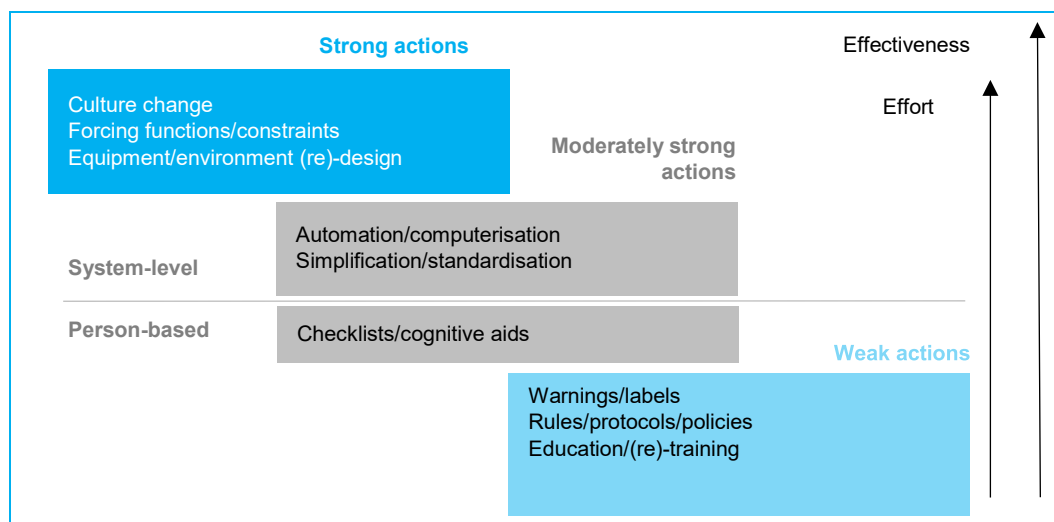 Strong actions
Effectiveness
Culture change
Forcing functions/constraints
Equipment/environment (re)-design
Effort
Moderately strong
actions
Automation/computerisation
Simplification/standardisation
System-level
Person-based
Checklists/cognitive aids
Weak actions
Warnings/labels
Rules/protocols/policies
Education/(re)-training